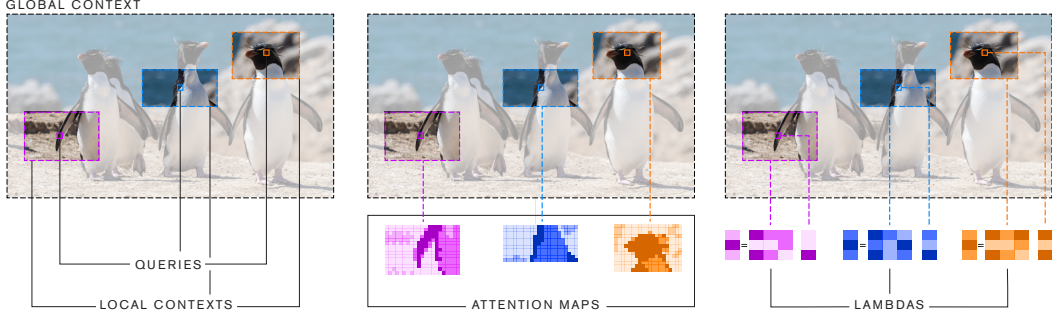 GLOBAL CONTEXT
QUERIES
LOCAL CONTEXTS
ATTENTION MAPS
=
=
=
LAMBDAS